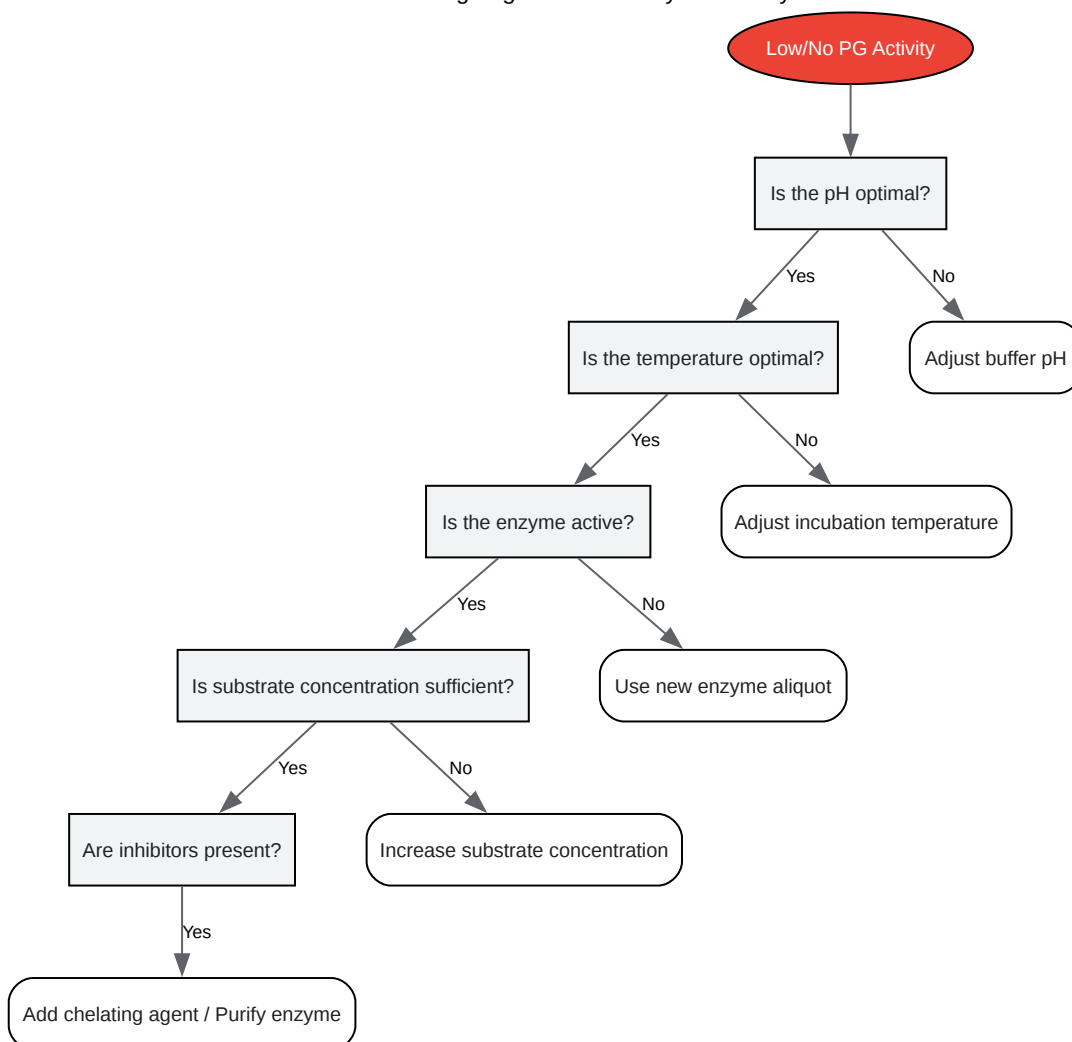 Low/No PG Activity
Is the pH optimal?
Yes
No
Is the temperature optimal?
Adjust buffer pH
Yes
No
Is the enzyme active?
Adjust incubation temperature
Yes
No
Is substrate concentration sufficient?
Use new enzyme aliquot
Yes
No
Are inhibitors present?
Increase substrate concentration
Yes
Add chelating agent / Purify enzyme